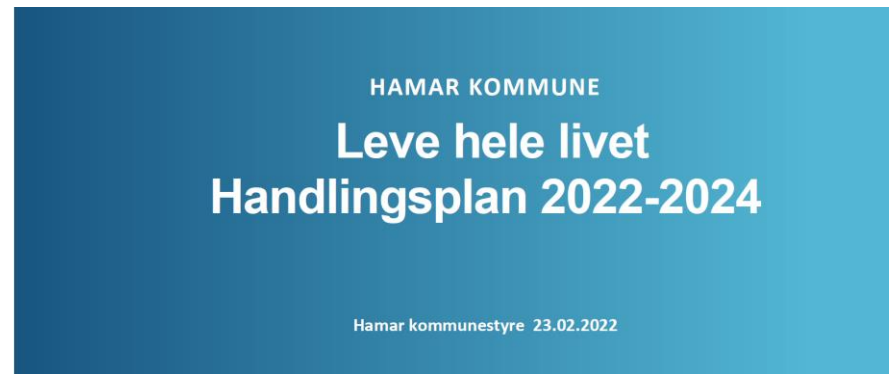 HAMAR KOMMUNE
Leve hele livet
Handlingsplan 2022-2024
Hamar kommunestyre 23.02.2022